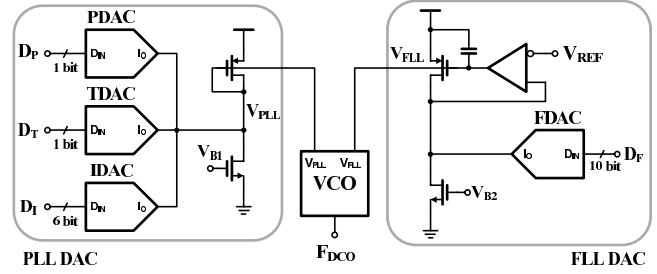 PDAC
D_P
1 bit
D_IN
I_O
TDAC
D_T
1 bit
D_IN
I_O
IDAC
D_I
6 bit
D_IN
I_O
V_PLL
V_B1
PLL DAC
V_PLL
V_FLL
VCO
F_DCO
V_FLL
V_REF
FDAC
I_O
D_IN
D_F
10 bit
V_B2
FLL DAC